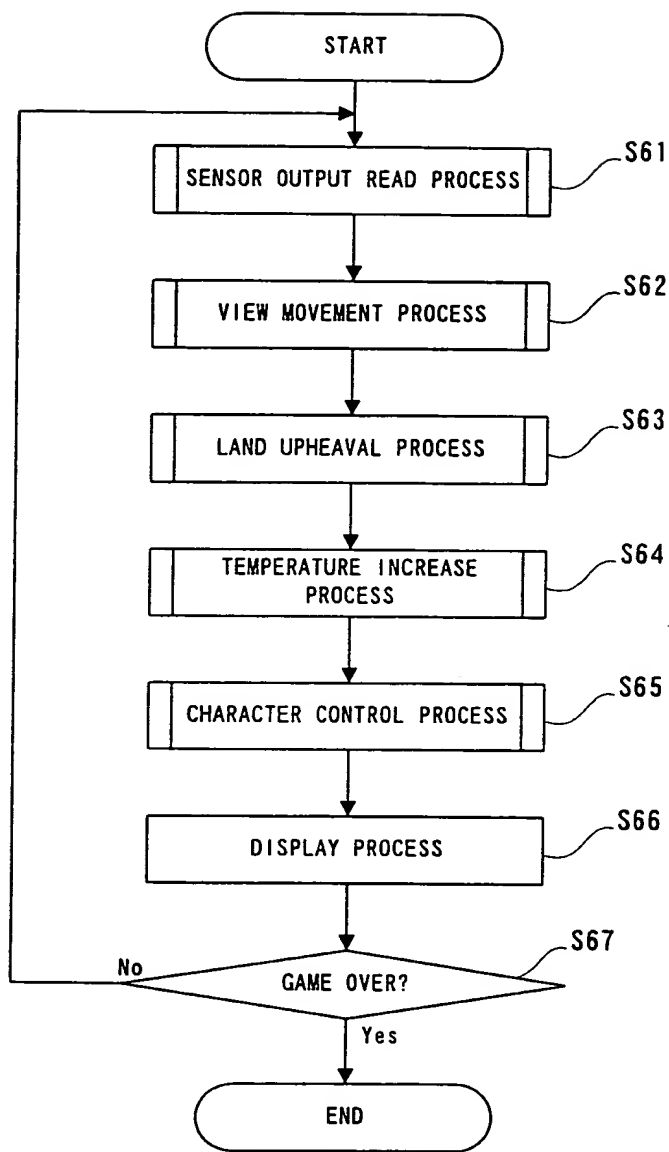 START
S61
SENSOR OUTPUT READ PROCESS
S62
VIEW MOVEMENT PROCESS
S63
LAND UPHEAVAL PROCESS
S64
TEMPERATURE INCREASE
PROCESS
S65
CHARACTER CONTROL PROCESS
S66
DISPLAY PROCESS
S67
No
GAME OVER?
Yes
END